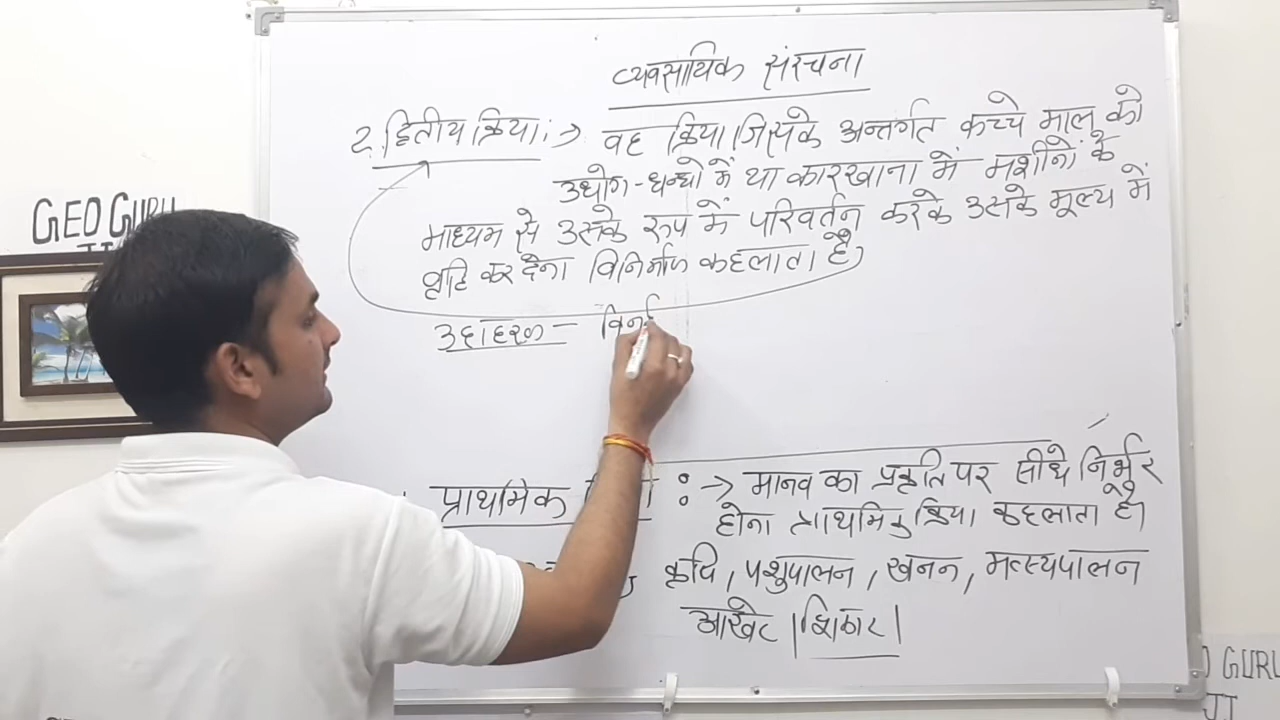 व्यवसायिक संरचना
2. द्वितीय क्रिया :→ वह क्रिया जिसके अन्तर्गत कच्चे माल को
उद्योग-धन्धो में या कारखाना में मशीनों के
माध्यम से उसके रुप में परिवर्तन करके उसके मूल्य में
वृद्धि कर देना विनिर्माण कहलाता है,
उदाहरण - विन
GEO GURU
प्राथमिक :→ मानव का प्रकृति पर सीधे निर्भर
होना प्राथमिक क्रिया कहलाता है।
कृषि, पशुपालन, खनन, मत्स्यपालन
आखेट | शिकार |
GURU
JI